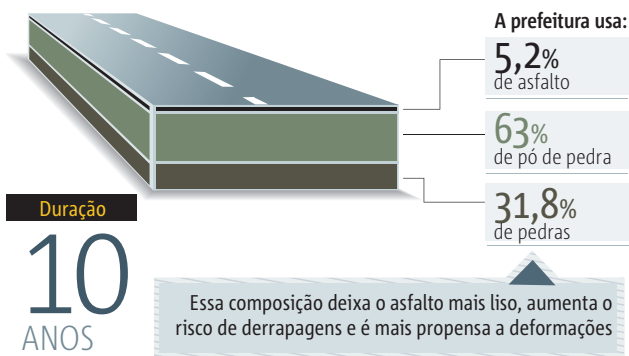 A prefeitura usa:
5,2%
de asfalto
63%
de pó de pedra
31,8%
de pedras
Duração
10
ANOS
Essa composição deixa o asfalto mais liso, aumenta o
risco de derrapagens e é mais propensa a deformações